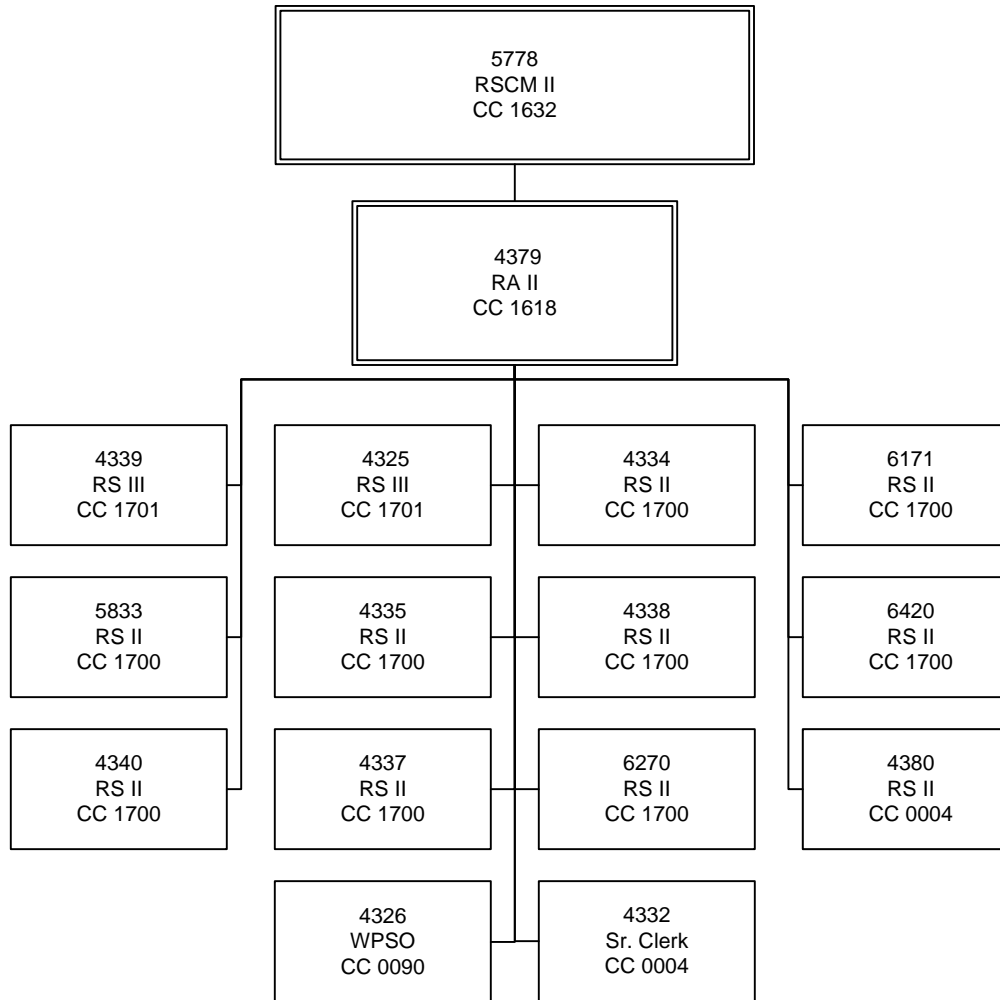 5778
RSCM II
CC 1632
4379
RA II
CC 1618
4339
RS III
CC 1701
4325
RS III
CC 1701
4334
RS II
CC 1700
6171
RS II
CC 1700
5833
RS II
CC 1700
4335
RS II
CC 1700
4338
RS II
CC 1700
6420
RS II
CC 1700
4340
RS II
CC 1700
4337
RS II
CC 1700
6270
RS II
CC 1700
4380
RS II
CC 0004
4326
WPSO
CC 0090
4332
Sr. Clerk
CC 0004